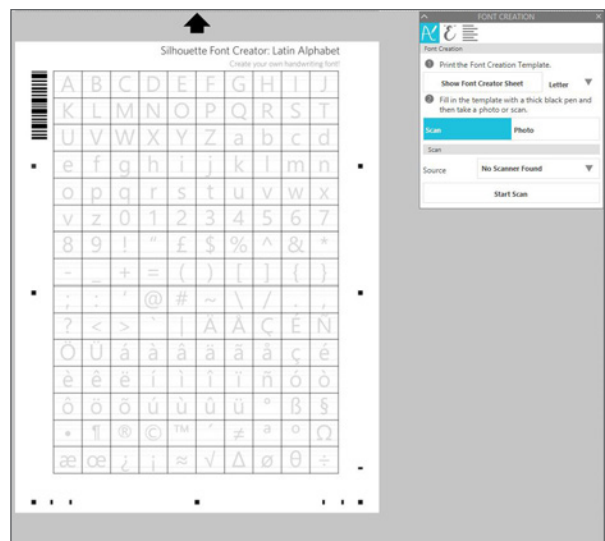 Silhouette Font Creator: Latin Alphabet
Create your own handwriting font!
A B C D E F G H I J
K L M N O P Q R S T
U V W X Y Z a b c d
e f g h i j k l m n
o p q r s t u v w x
y z 0 1 2 3 4 5 6 7
8 9 ! " £ $ % ^ & *
- _ + = ( ) [ ] { }
; : ' @ # ~ \ / . ,
? < > ` | Ä Å Ç É Ñ
Ö Ü á à â ä ã å ç é
è ê ë í ì î ï ñ ó ò
ô ö õ ú ù û ü ° ß §
• ¶ ® © ™ ´ ≠ ª º Ω
æ œ ¿ ¡ ≈ √ Δ ø θ ÷
FONT CREATION
Font Creation
1 Print the Font Creation Template.
Show Font Creator Sheet Letter
2 Fill in the template with a thick black pen and
then take a photo or scan.
Scan Photo
Scan
Source No Scanner Found
Start Scan